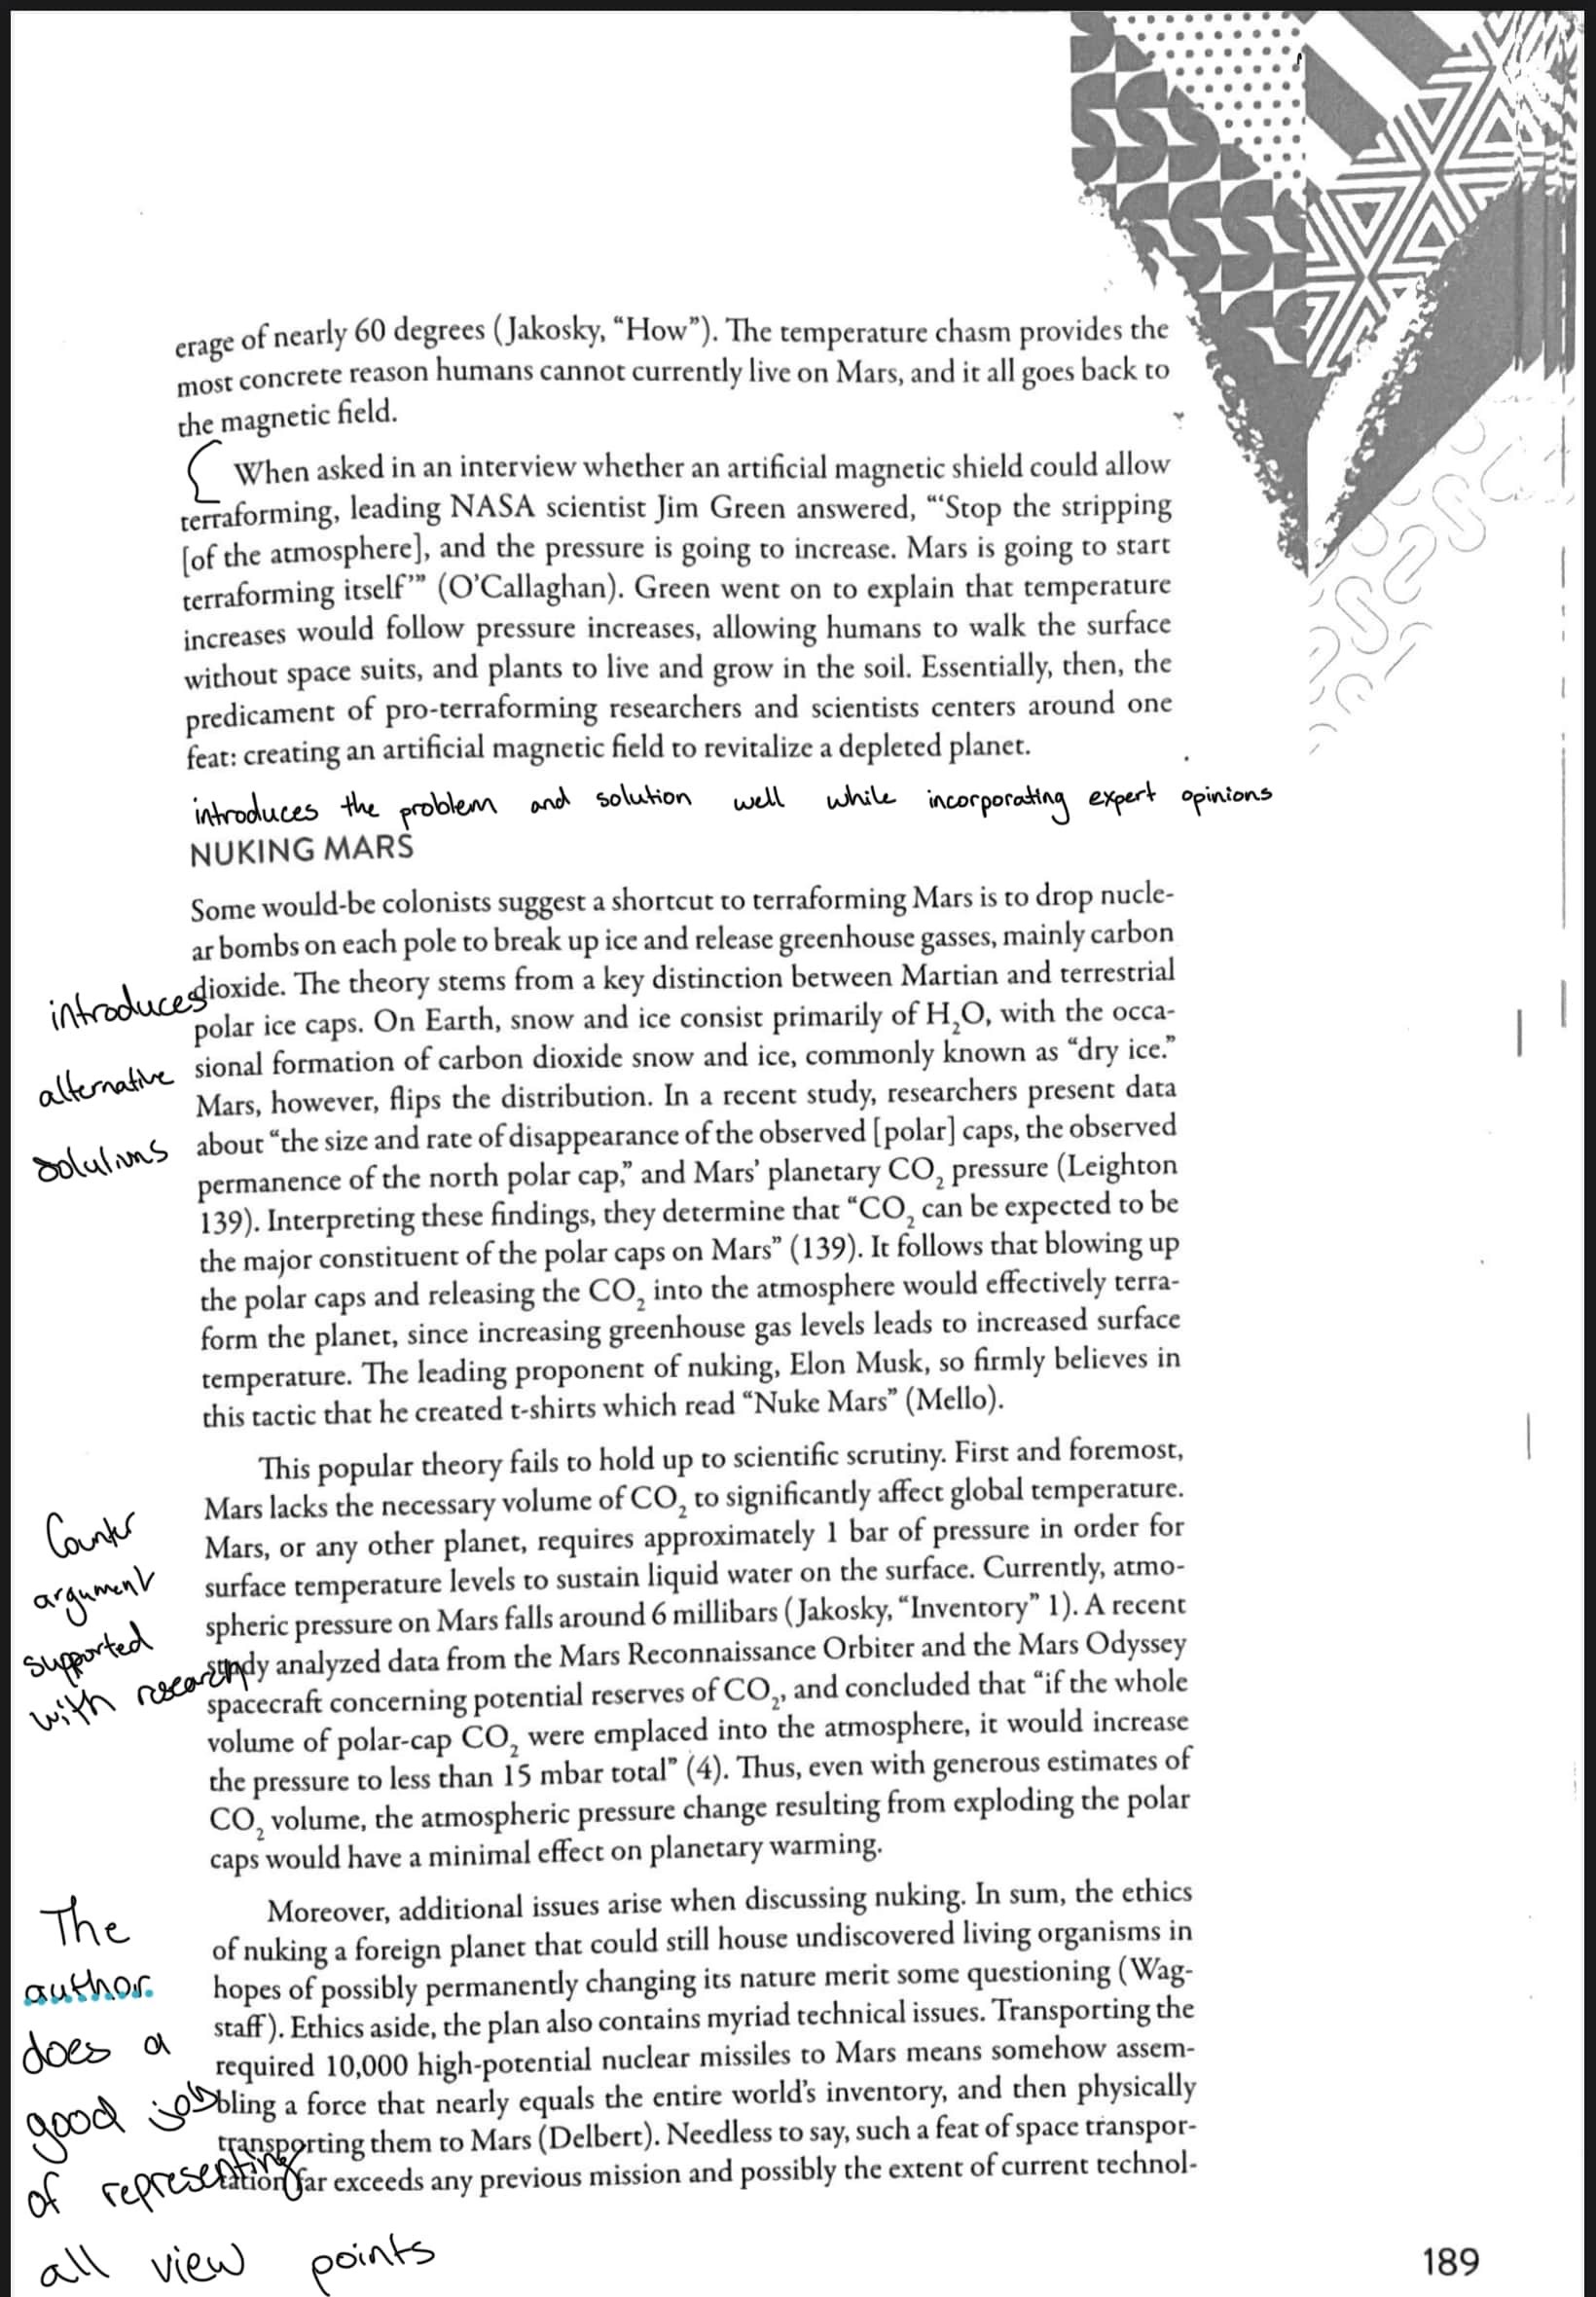 erage of nearly 60 degrees (Jakosky, “How”). The temperature chasm provides the
most concrete reason humans cannot currently live on Mars, and it all goes back to
the magnetic field.
When asked in an interview whether an artificial magnetic shield could allow
terraforming, leading NASA scientist Jim Green answered, “‘Stop the stripping
[of the atmosphere], and the pressure is going to increase. Mars is going to start
terraforming itself’” (O’Callaghan). Green went on to explain that temperature
increases would follow pressure increases, allowing humans to walk the surface
without space suits, and plants to live and grow in the soil. Essentially, then, the
predicament of pro-terraforming researchers and scientists centers around one
feat: creating an artificial magnetic field to revitalize a depleted planet.
introduces the problem and solution well while incorporating expert opinions
NUKING MARS
Some would-be colonists suggest a shortcut to terraforming Mars is to drop nucle-
ar bombs on each pole to break up ice and release greenhouse gasses, mainly carbon
dioxide. The theory stems from a key distinction between Martian and terrestrial
polar ice caps. On Earth, snow and ice consist primarily of H₂O, with the occa-
sional formation of carbon dioxide snow and ice, commonly known as “dry ice.”
Mars, however, flips the distribution. In a recent study, researchers present data
about “the size and rate of disappearance of the observed [polar] caps, the observed
permanence of the north polar cap,” and Mars’ planetary CO₂ pressure (Leighton
139). Interpreting these findings, they determine that “CO₂ can be expected to be
the major constituent of the polar caps on Mars” (139). It follows that blowing up
the polar caps and releasing the CO₂ into the atmosphere would effectively terra-
form the planet, since increasing greenhouse gas levels leads to increased surface
temperature. The leading proponent of nuking, Elon Musk, so firmly believes in
this tactic that he created t-shirts which read “Nuke Mars” (Mello).
introduces
alternative
solutions
This popular theory fails to hold up to scientific scrutiny. First and foremost,
Mars lacks the necessary volume of CO₂ to significantly affect global temperature.
Mars, or any other planet, requires approximately 1 bar of pressure in order for
surface temperature levels to sustain liquid water on the surface. Currently, atmo-
spheric pressure on Mars falls around 6 millibars (Jakosky, “Inventory” 1). A recent
study analyzed data from the Mars Reconnaissance Orbiter and the Mars Odyssey
spacecraft concerning potential reserves of CO₂, and concluded that “if the whole
volume of polar-cap CO₂ were emplaced into the atmosphere, it would increase
the pressure to less than 15 mbar total” (4). Thus, even with generous estimates of
CO₂ volume, the atmospheric pressure change resulting from exploding the polar
caps would have a minimal effect on planetary warming.
Counter
argument
supported
with research
Moreover, additional issues arise when discussing nuking. In sum, the ethics
of nuking a foreign planet that could still house undiscovered living organisms in
hopes of possibly permanently changing its nature merit some questioning (Wag-
staff). Ethics aside, the plan also contains myriad technical issues. Transporting the
required 10,000 high-potential nuclear missiles to Mars means somehow assem-
bling a force that nearly equals the entire world’s inventory, and then physically
transporting them to Mars (Delbert). Needless to say, such a feat of space transpor-
tation far exceeds any previous mission and possibly the extent of current technol-
The
author
does a
good job
of representing
all view points
189